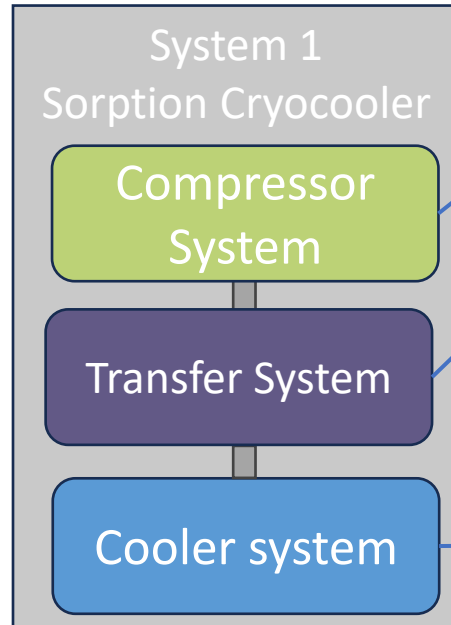 System 1
Sorption Cryocooler
Compressor
System
Transfer System
Cooler system